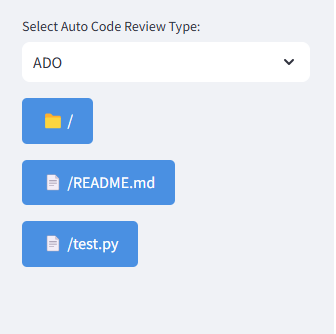 Select Auto Code Review Type:
ADO
/
/README.md
/test.py